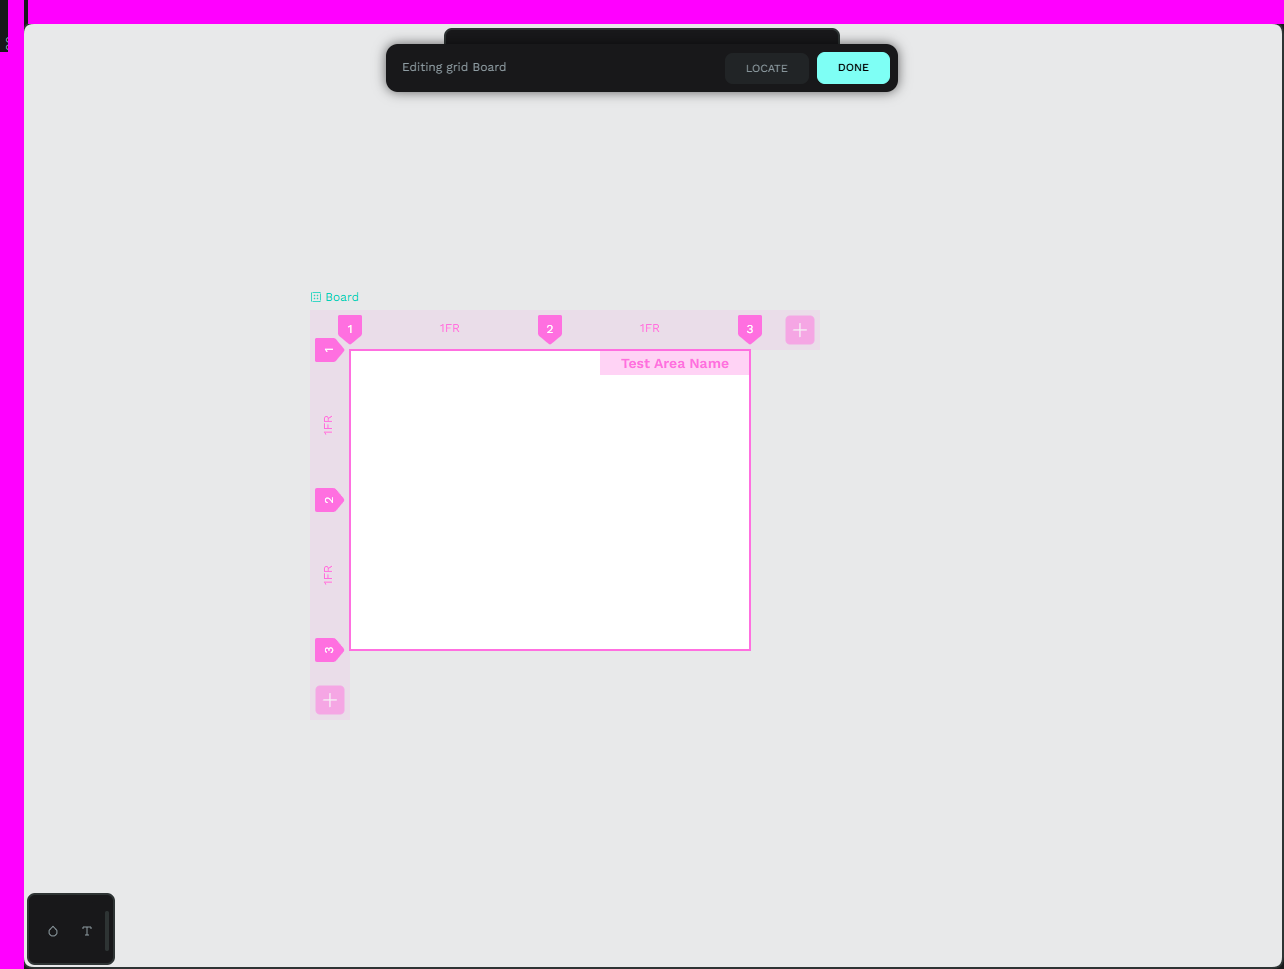 Editing grid Board
LOCATE
DONE
Board
1
1FR
2
1FR
3
1
Test Area Name
1FR
2
1FR
3
T